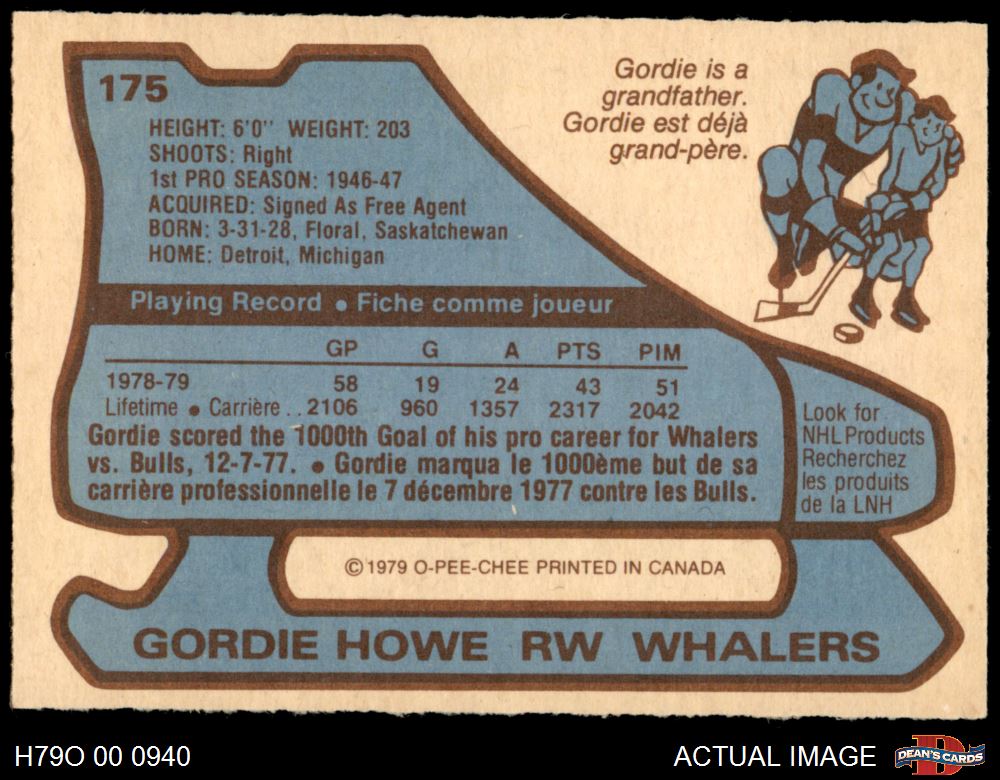 175
HEIGHT: 6'0" WEIGHT: 203
SHOOTS: Right
1st PRO SEASON: 1946-47
ACQUIRED: Signed As Free Agent
BORN: 3-31-28, Floral, Saskatchewan
HOME: Detroit, Michigan
Gordie is a
grandfather.
Gordie est déjà
grand-père.
Playing Record • Fiche comme joueur
GP G A PTS PIM
1978-79 58 19 24 43 51
Lifetime • Carrière .. 2106 960 1357 2317 2042
Gordie scored the 1000th Goal of his pro career for Whalers
vs. Bulls, 12-7-77. • Gordie marqua le 1000ème but de sa
carrière professionnelle le 7 décembre 1977 contre les Bulls.
Look for
NHL Products
Recherchez
les produits
de la LNH
© 1979 O-PEE-CHEE PRINTED IN CANADA
GORDIE HOWE RW WHALERS
H79O 00 0940
ACTUAL IMAGE
DEAN'S CARDS